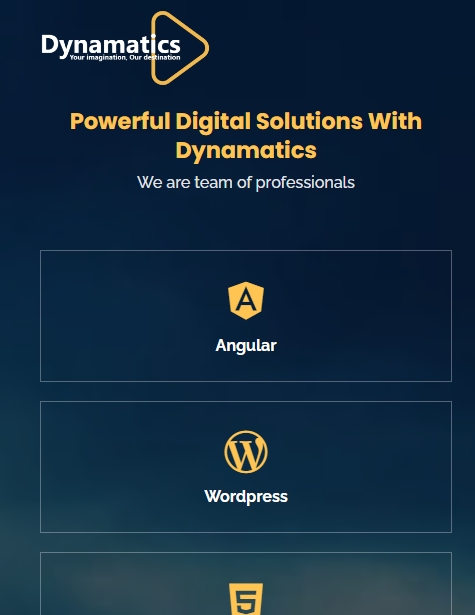 Dynamatics
Your imagination, Our destination
Powerful Digital Solutions With
Dynamatics
We are team of professionals
Angular
Wordpress